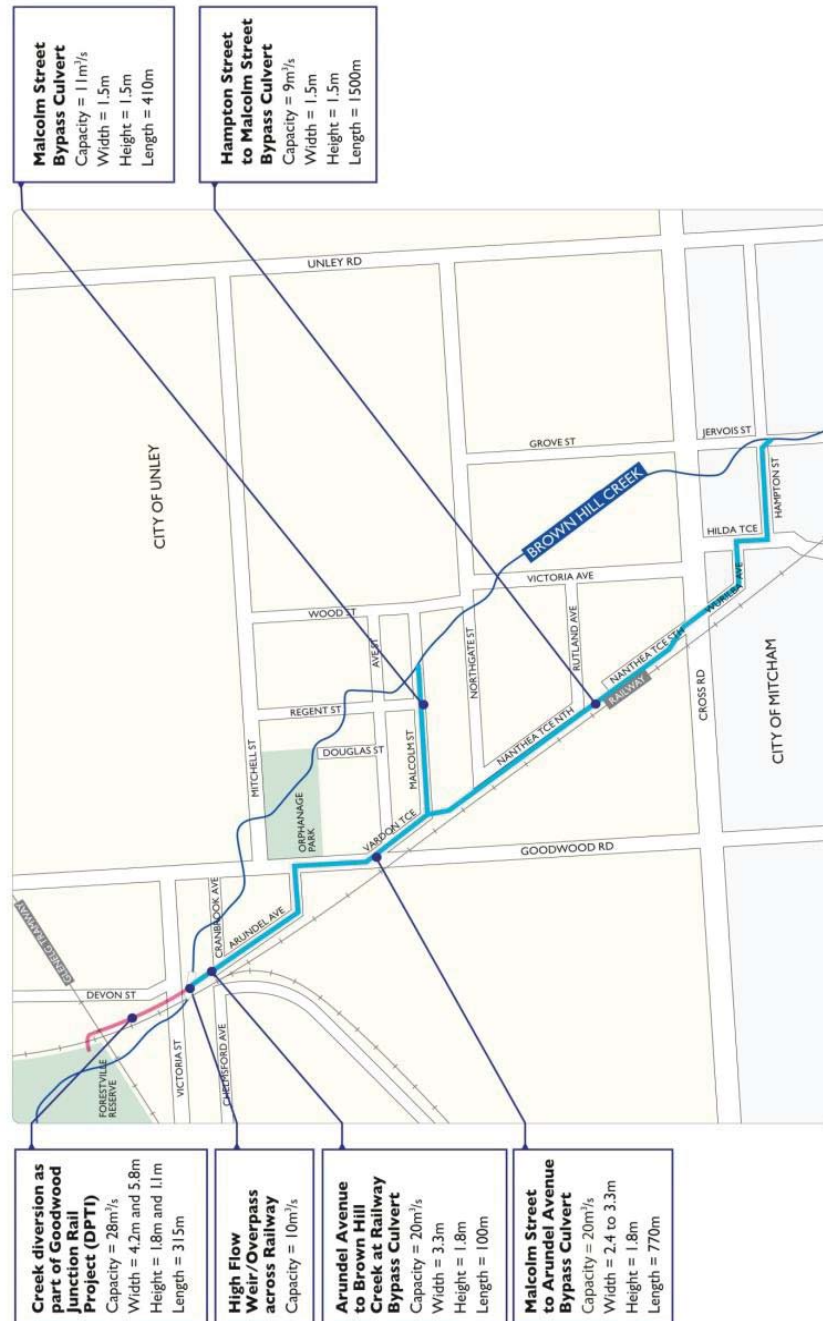 Malcolm Street
Bypass Culvert
Capacity = 11m³/s
Width = 1.5m
Height = 1.5m
Length = 410m
Hampton Street
to Malcolm Street
Bypass Culvert
Capacity = 9m³/s
Width = 1.5m
Height = 1.5m
Length = 1500m
UNLEY RD
CITY OF UNLEY
GROVE ST
JERVOIS ST
HAMPTON ST
BROWN HILL CREEK
HILDA TCE
VICTORIA AVE
WURILBA AVE
WOOD ST
AVE ST
RUTLAND AVE
NORTHGATE ST
NANTHEA TCE STH
RAILWAY
REGENT ST
CROSS RD
CITY OF MITCHAM
MITCHELL ST
DOUGLAS ST
MALCOLM ST
NANTHEA TCE NTH
ORPHANAGE
PARK
VARDON TCE
GOODWOOD RD
CRANBROOK AVE
ARUNDEL AVE
GLENELG TRAMWAY
DEVON ST
VICTORIA ST
CHELMSFORD AVE
FORESTVILLE
RESERVE
Creek diversion as
part of Goodwood
Junction Rail
Project (DPTI)
Capacity = 28m³/s
Width = 4.2m and 5.8m
Height = 1.8m and 1.1m
Length = 315m
High Flow
Weir/Overpass
across Railway
Capacity = 10m³/s
Arundel Avenue
to Brown Hill
Creek at Railway
Bypass Culvert
Capacity = 20m³/s
Width = 3.3m
Height = 1.8m
Length = 100m
Malcolm Street
to Arundel Avenue
Bypass Culvert
Capacity = 20m³/s
Width = 2.4 to 3.3m
Height = 1.8m
Length = 770m